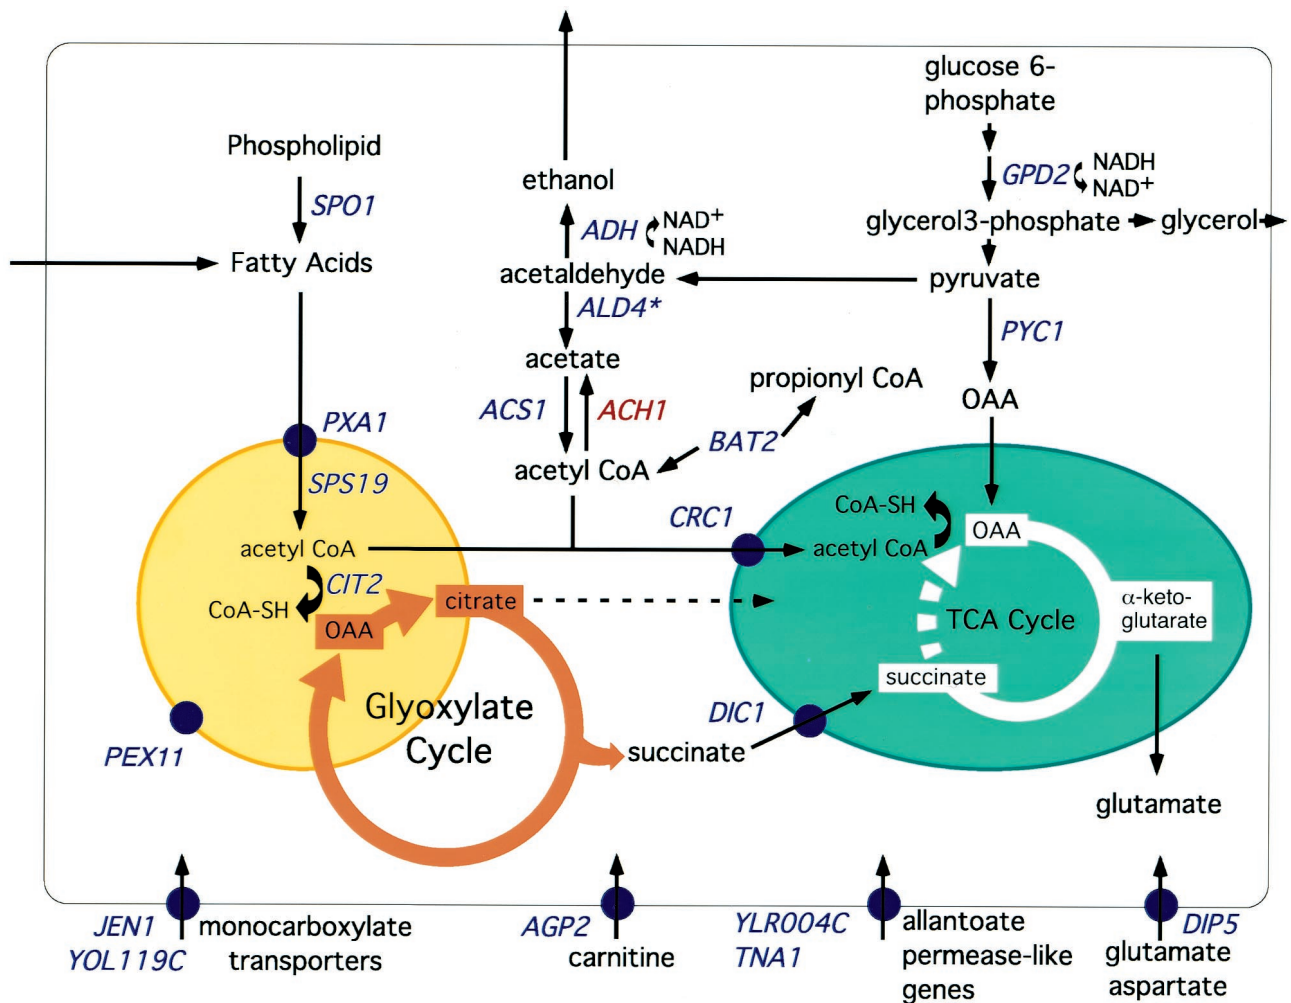 glucose 6-
phosphate
Phospholipid
SPO1
Fatty Acids
ethanol
ADH
NAD+
NADH
acetaldehyde
ALD4*
acetate
ACS1
ACH1
acetyl CoA
GPD2
NADH
NAD+
glycerol3-phosphate
glycerol
pyruvate
PYC1
OAA
propionyl CoA
BAT2
PXA1
SPS19
acetyl CoA
CIT2
CoA-SH
OAA
citrate
Glyoxylate
Cycle
PEX11
succinate
CRC1
CoA-SH
acetyl CoA
OAA
TCA Cycle
α-keto-
glutarate
succinate
DIC1
glutamate
JEN1
YOL119C
monocarboxylate
transporters
AGP2
carnitine
YLR004C
TNA1
allantoate
permease-like
genes
DIP5
glutamate
aspartate